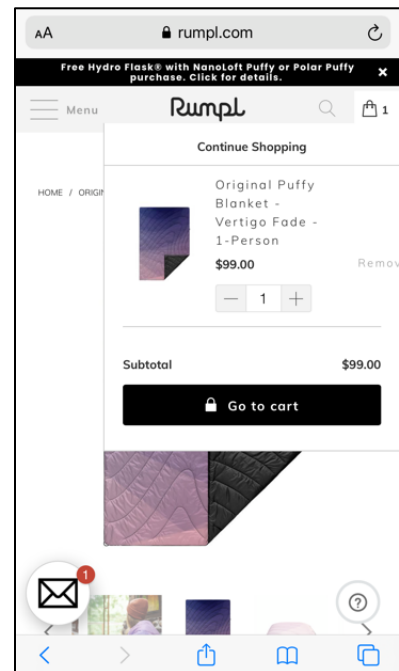 AA rumpl.com
Free Hydro Flask® with NanoLoft Puffy or Polar Puffy
purchase. Click for details.
Menu Rumpl 1
Continue Shopping
HOME / ORIGIN
Original Puffy
Blanket -
Vertigo Fade -
1-Person
$99.00 Remov
1
Subtotal $99.00
Go to cart
1